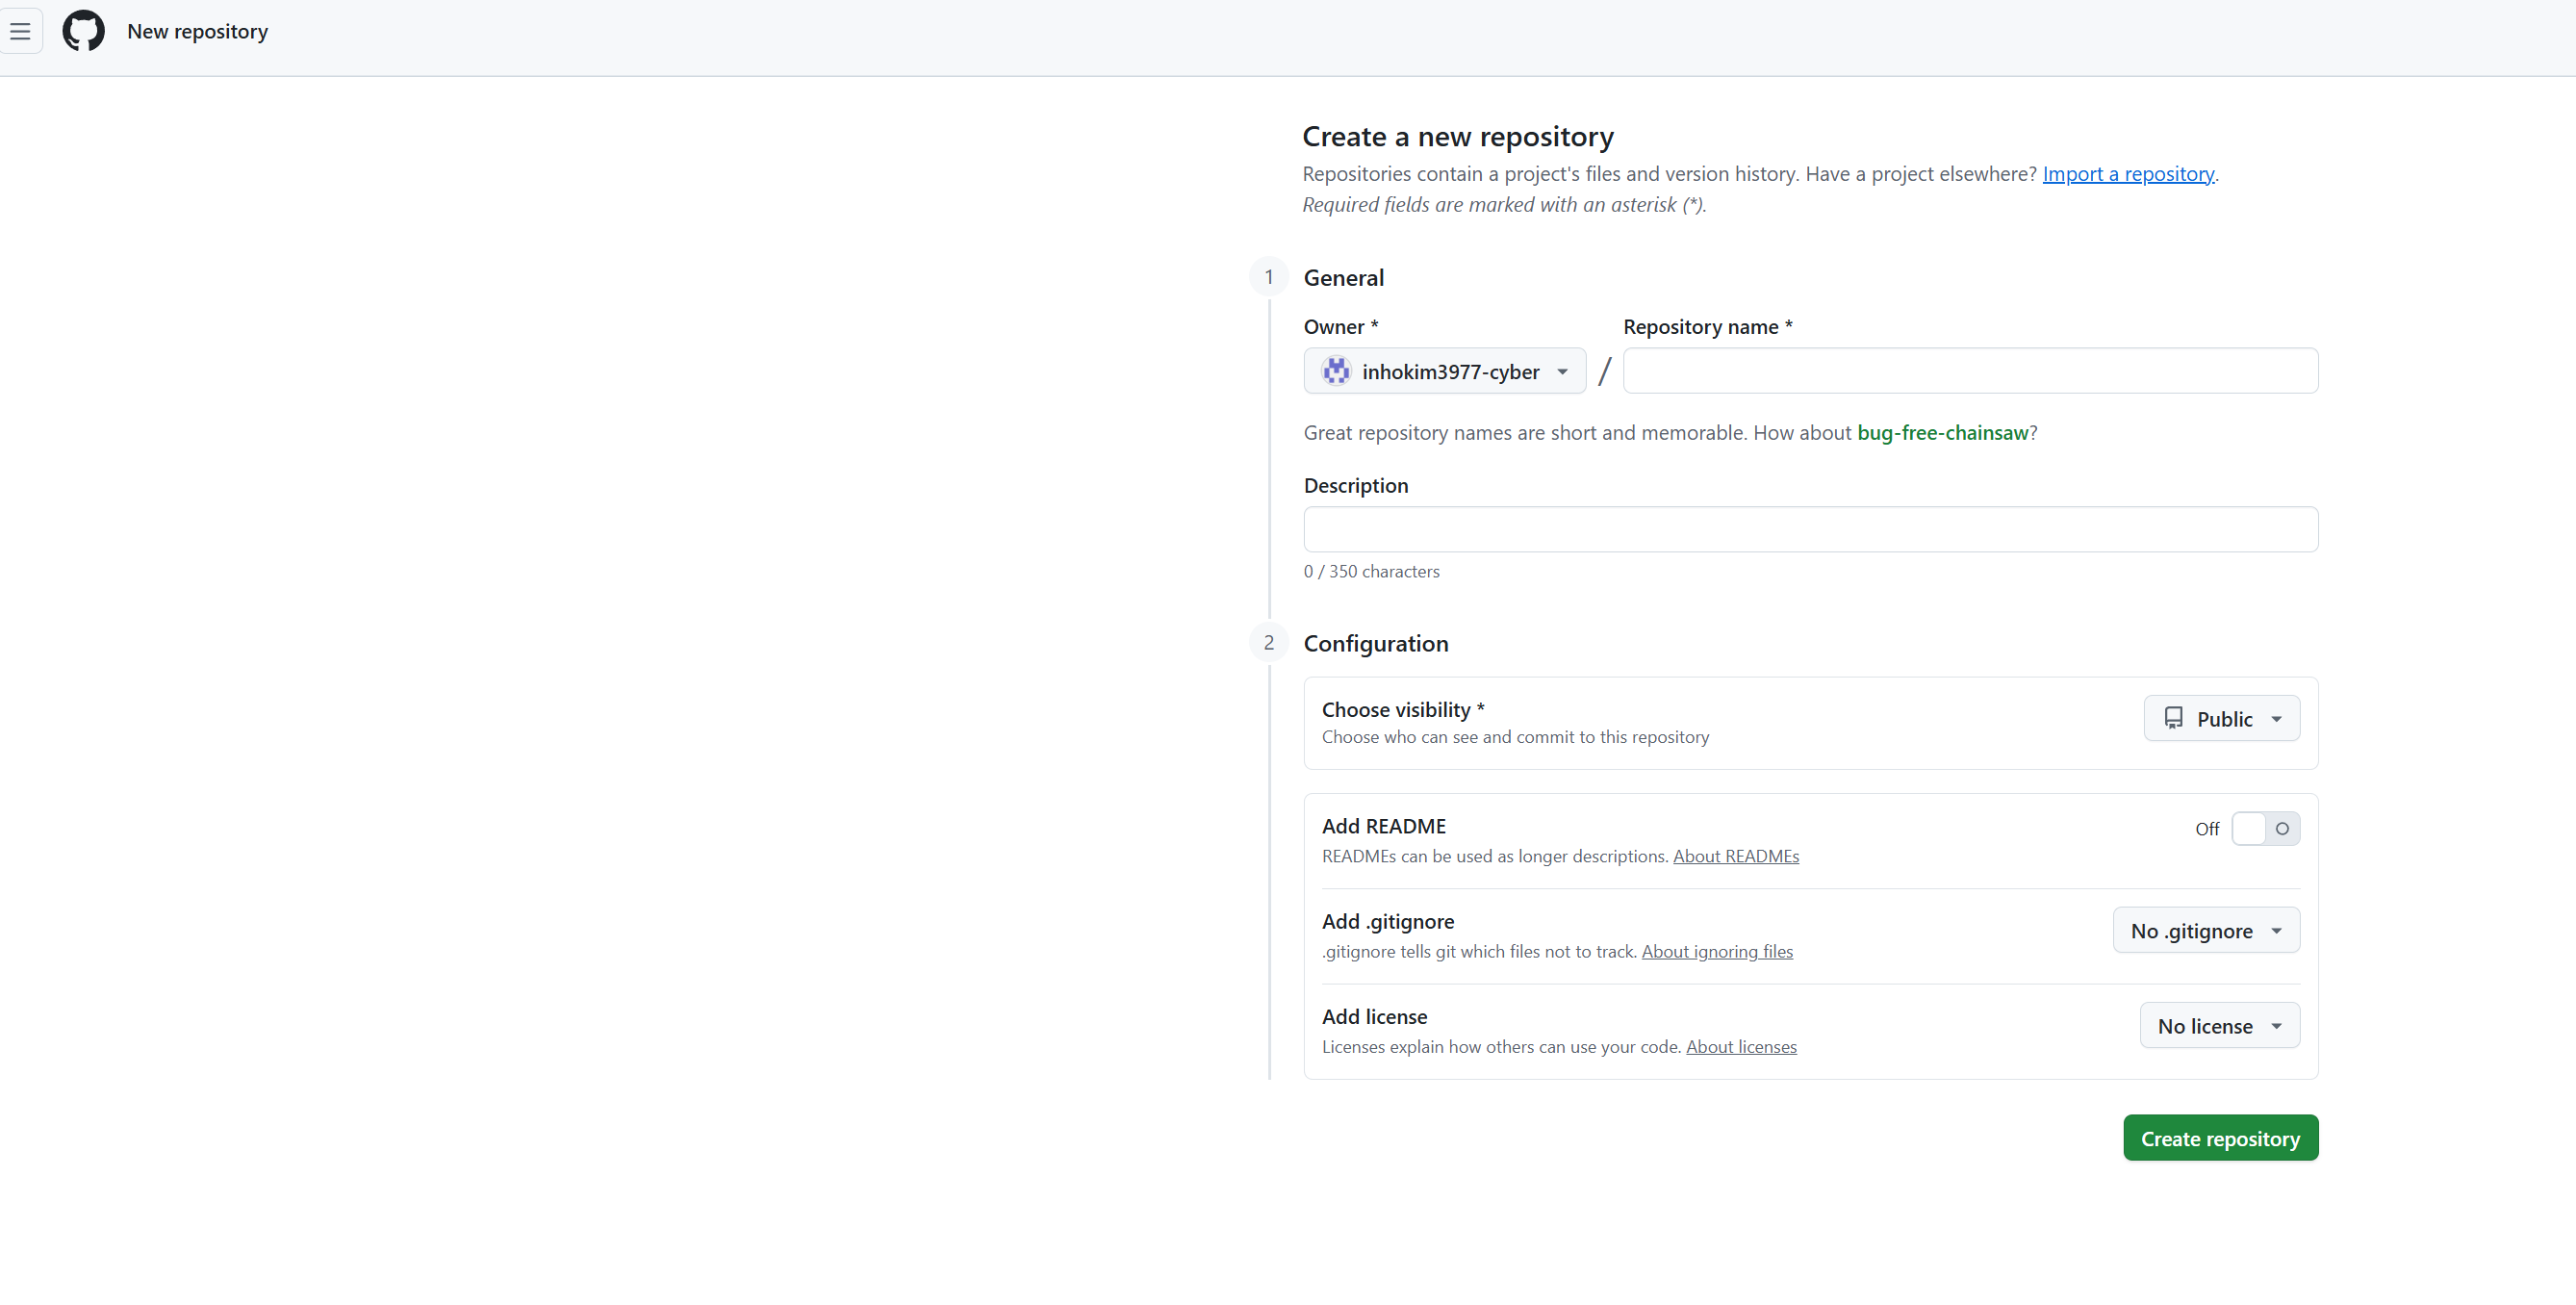 New repository
Create a new repository
Repositories contain a project's files and version history. Have a project elsewhere? Import a repository.
Required fields are marked with an asterisk (*).
1
General
Owner *
Repository name *
inhokim3977-cyber
/
Great repository names are short and memorable. How about bug-free-chainsaw?
Description
0 / 350 characters
2
Configuration
Choose visibility *
Choose who can see and commit to this repository
Public
Add README
READMEs can be used as longer descriptions. About READMEs
Off
Add .gitignore
.gitignore tells git which files not to track. About ignoring files
No .gitignore
Add license
Licenses explain how others can use your code. About licenses
No license
Create repository